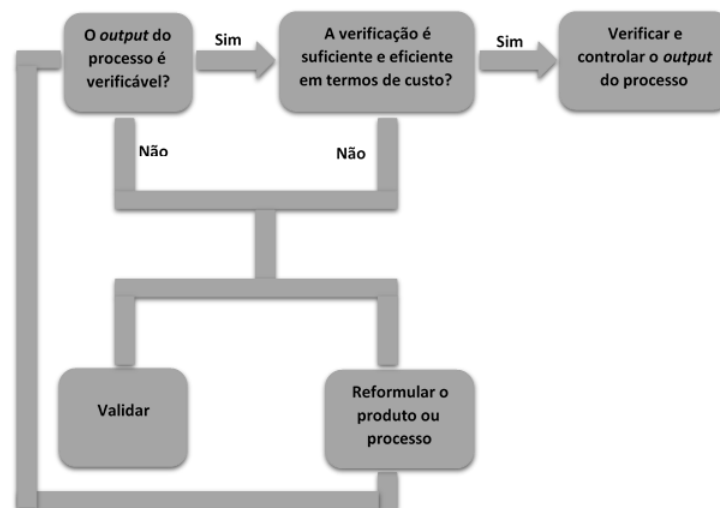 O output do
processo é
verificável?
Sim
A verificação é
suficiente e eficiente
em termos de custo?
Sim
Verificar e
controlar o output
do processo
Não
Não
Validar
Reformular o
produto ou
processo